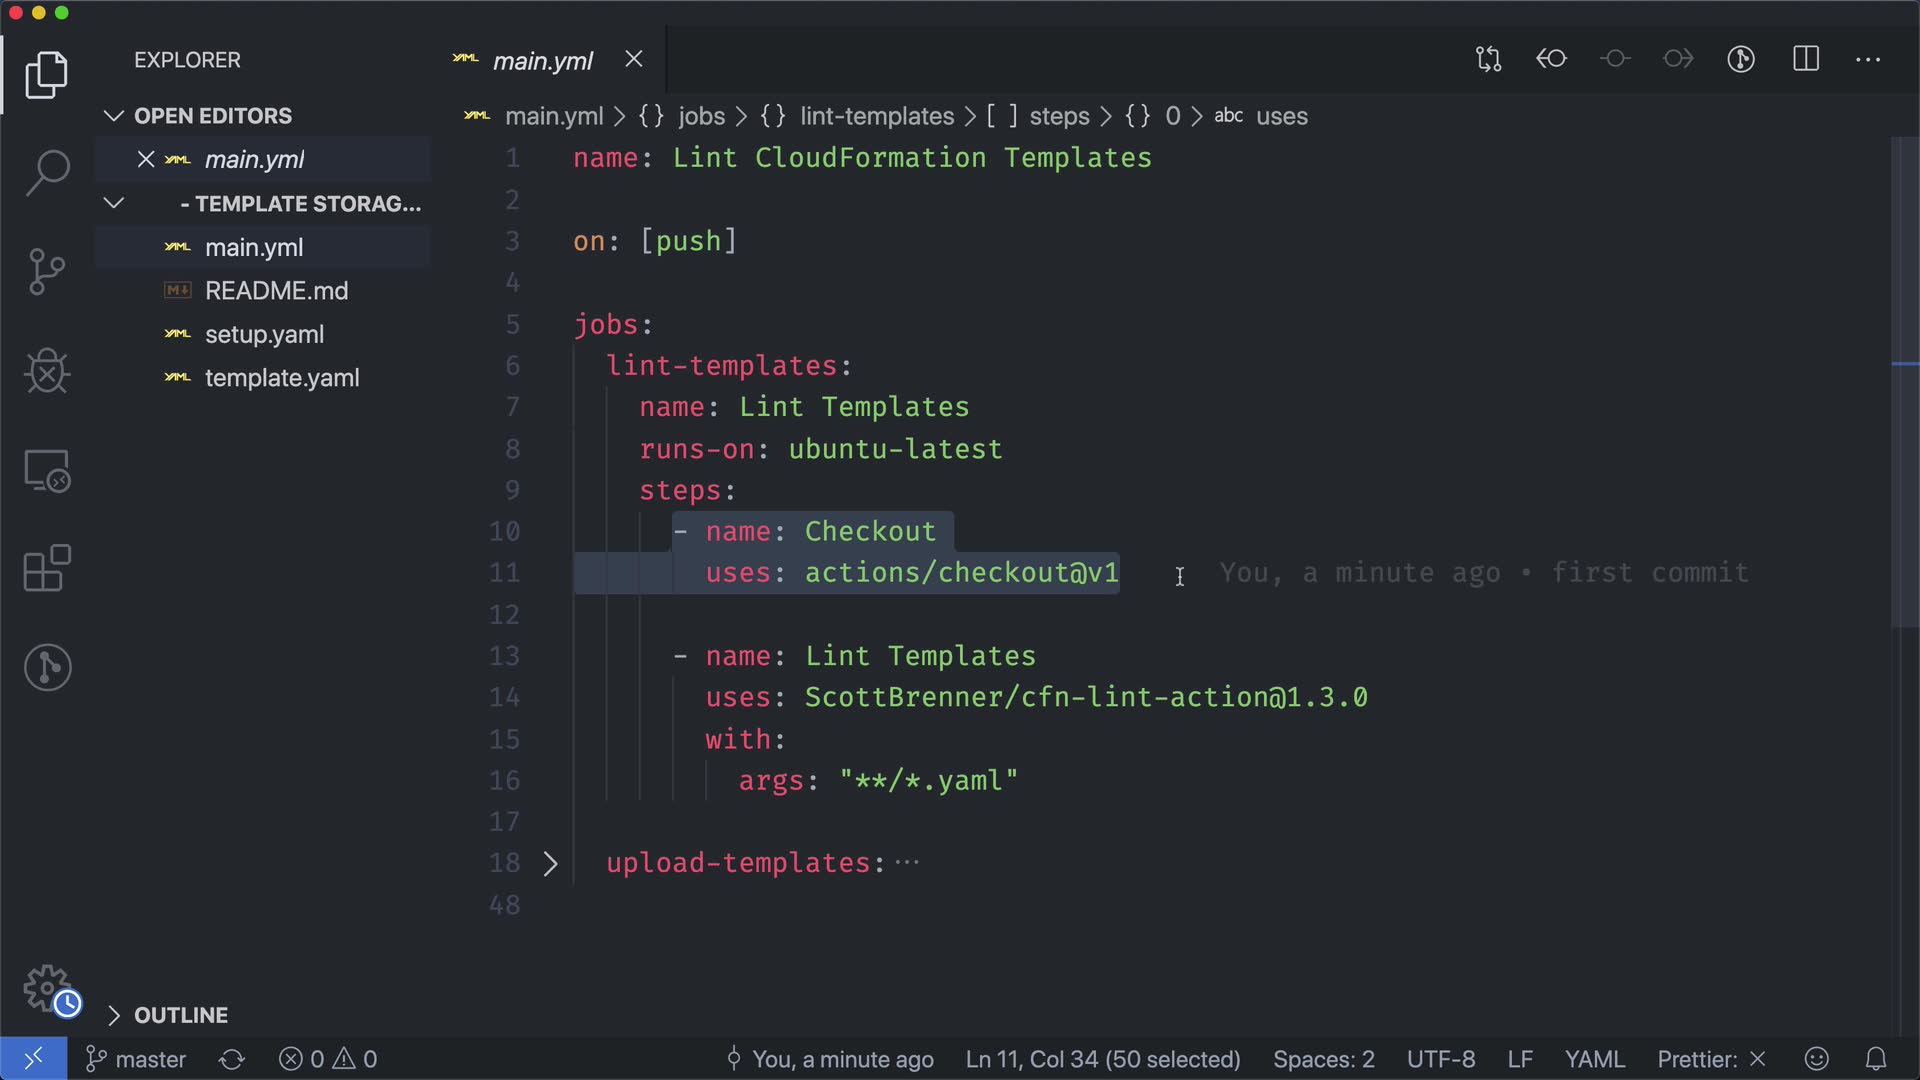 EXPLORER
OPEN EDITORS
main.yml
- TEMPLATE STORAG...
main.yml
README.md
setup.yaml
template.yaml
OUTLINE
main.yml
main.yml > {} jobs > {} lint-templates > [ ] steps > {} 0 > abc uses
1 name: Lint CloudFormation Templates
2
3 on: [push]
4
5 jobs:
6 lint-templates:
7 name: Lint Templates
8 runs-on: ubuntu-latest
9 steps:
10 - name: Checkout
11 uses: actions/checkout@v1 You, a minute ago • first commit
12
13 - name: Lint Templates
14 uses: ScottBrenner/cfn-lint-action@1.3.0
15 with:
16 args: "**/*.yaml"
17
18 upload-templates:···
48
master 0 0 You, a minute ago Ln 11, Col 34 (50 selected) Spaces: 2 UTF-8 LF YAML Prettier: ×